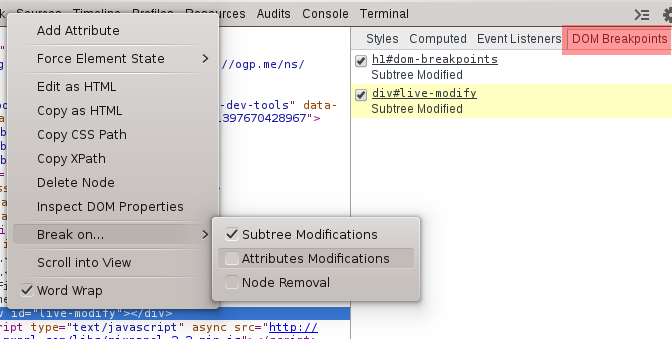 Sources Timeline Profiles Resources Audits Console Terminal
Add Attribute
Force Element State
Edit as HTML
Copy as HTML
Copy CSS Path
Copy XPath
Delete Node
Inspect DOM Properties
Break on...
Scroll into View
Word Wrap
Subtree Modifications
Attributes Modifications
Node Removal
://ogp.me/ns/
-dev-tools" data-
1397670428967">
id="live-modify"></div>
type="text/javascript" async src="http://
Styles Computed Event Listeners DOM Breakpoints
h1#dom-breakpoints
Subtree Modified
div#live-modify
Subtree Modified